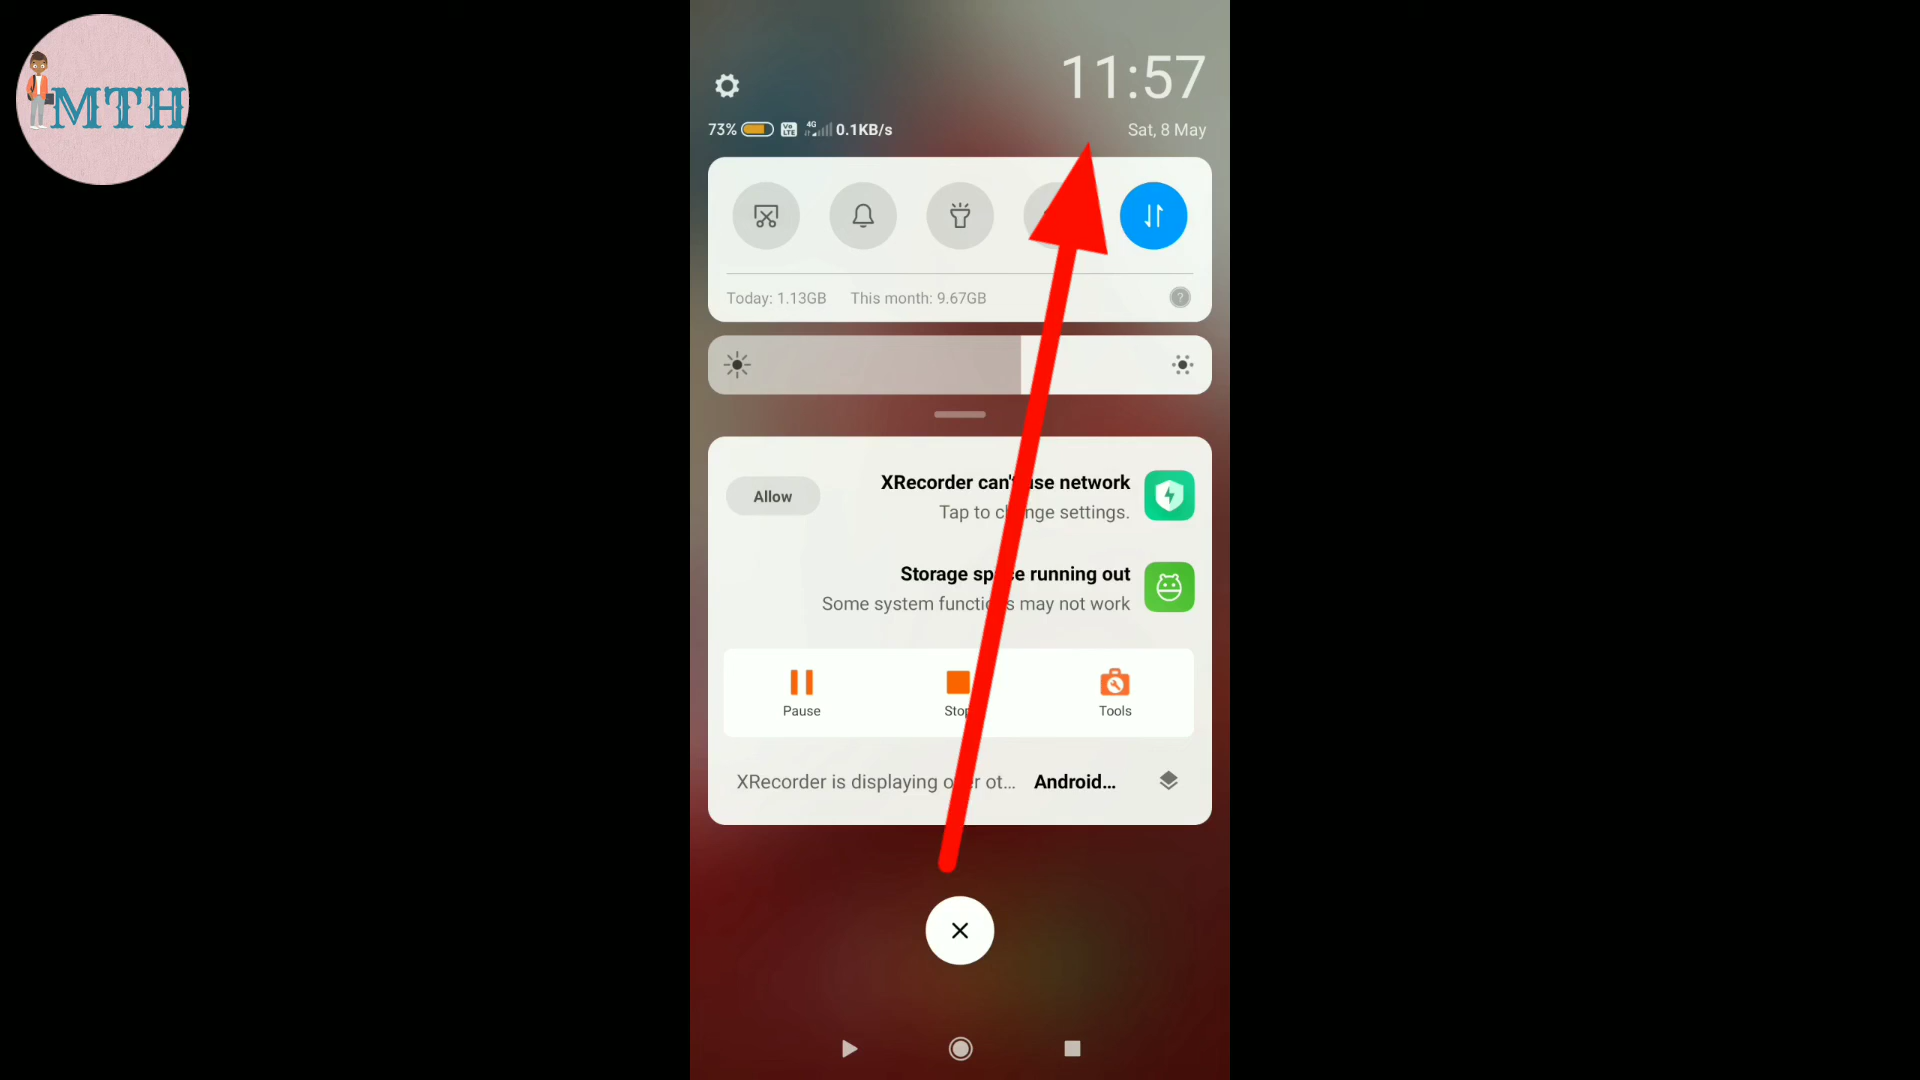 MTH
11:57
73% Vo LTE 4G 0.1KB/s
Sat, 8 May
Today: 1.13GB This month: 9.67GB
?
Allow
XRecorder can't use network
Tap to change settings.
Storage space running out
Some system functions may not work
Pause
Stop
Tools
XRecorder is displaying over ot... Android...